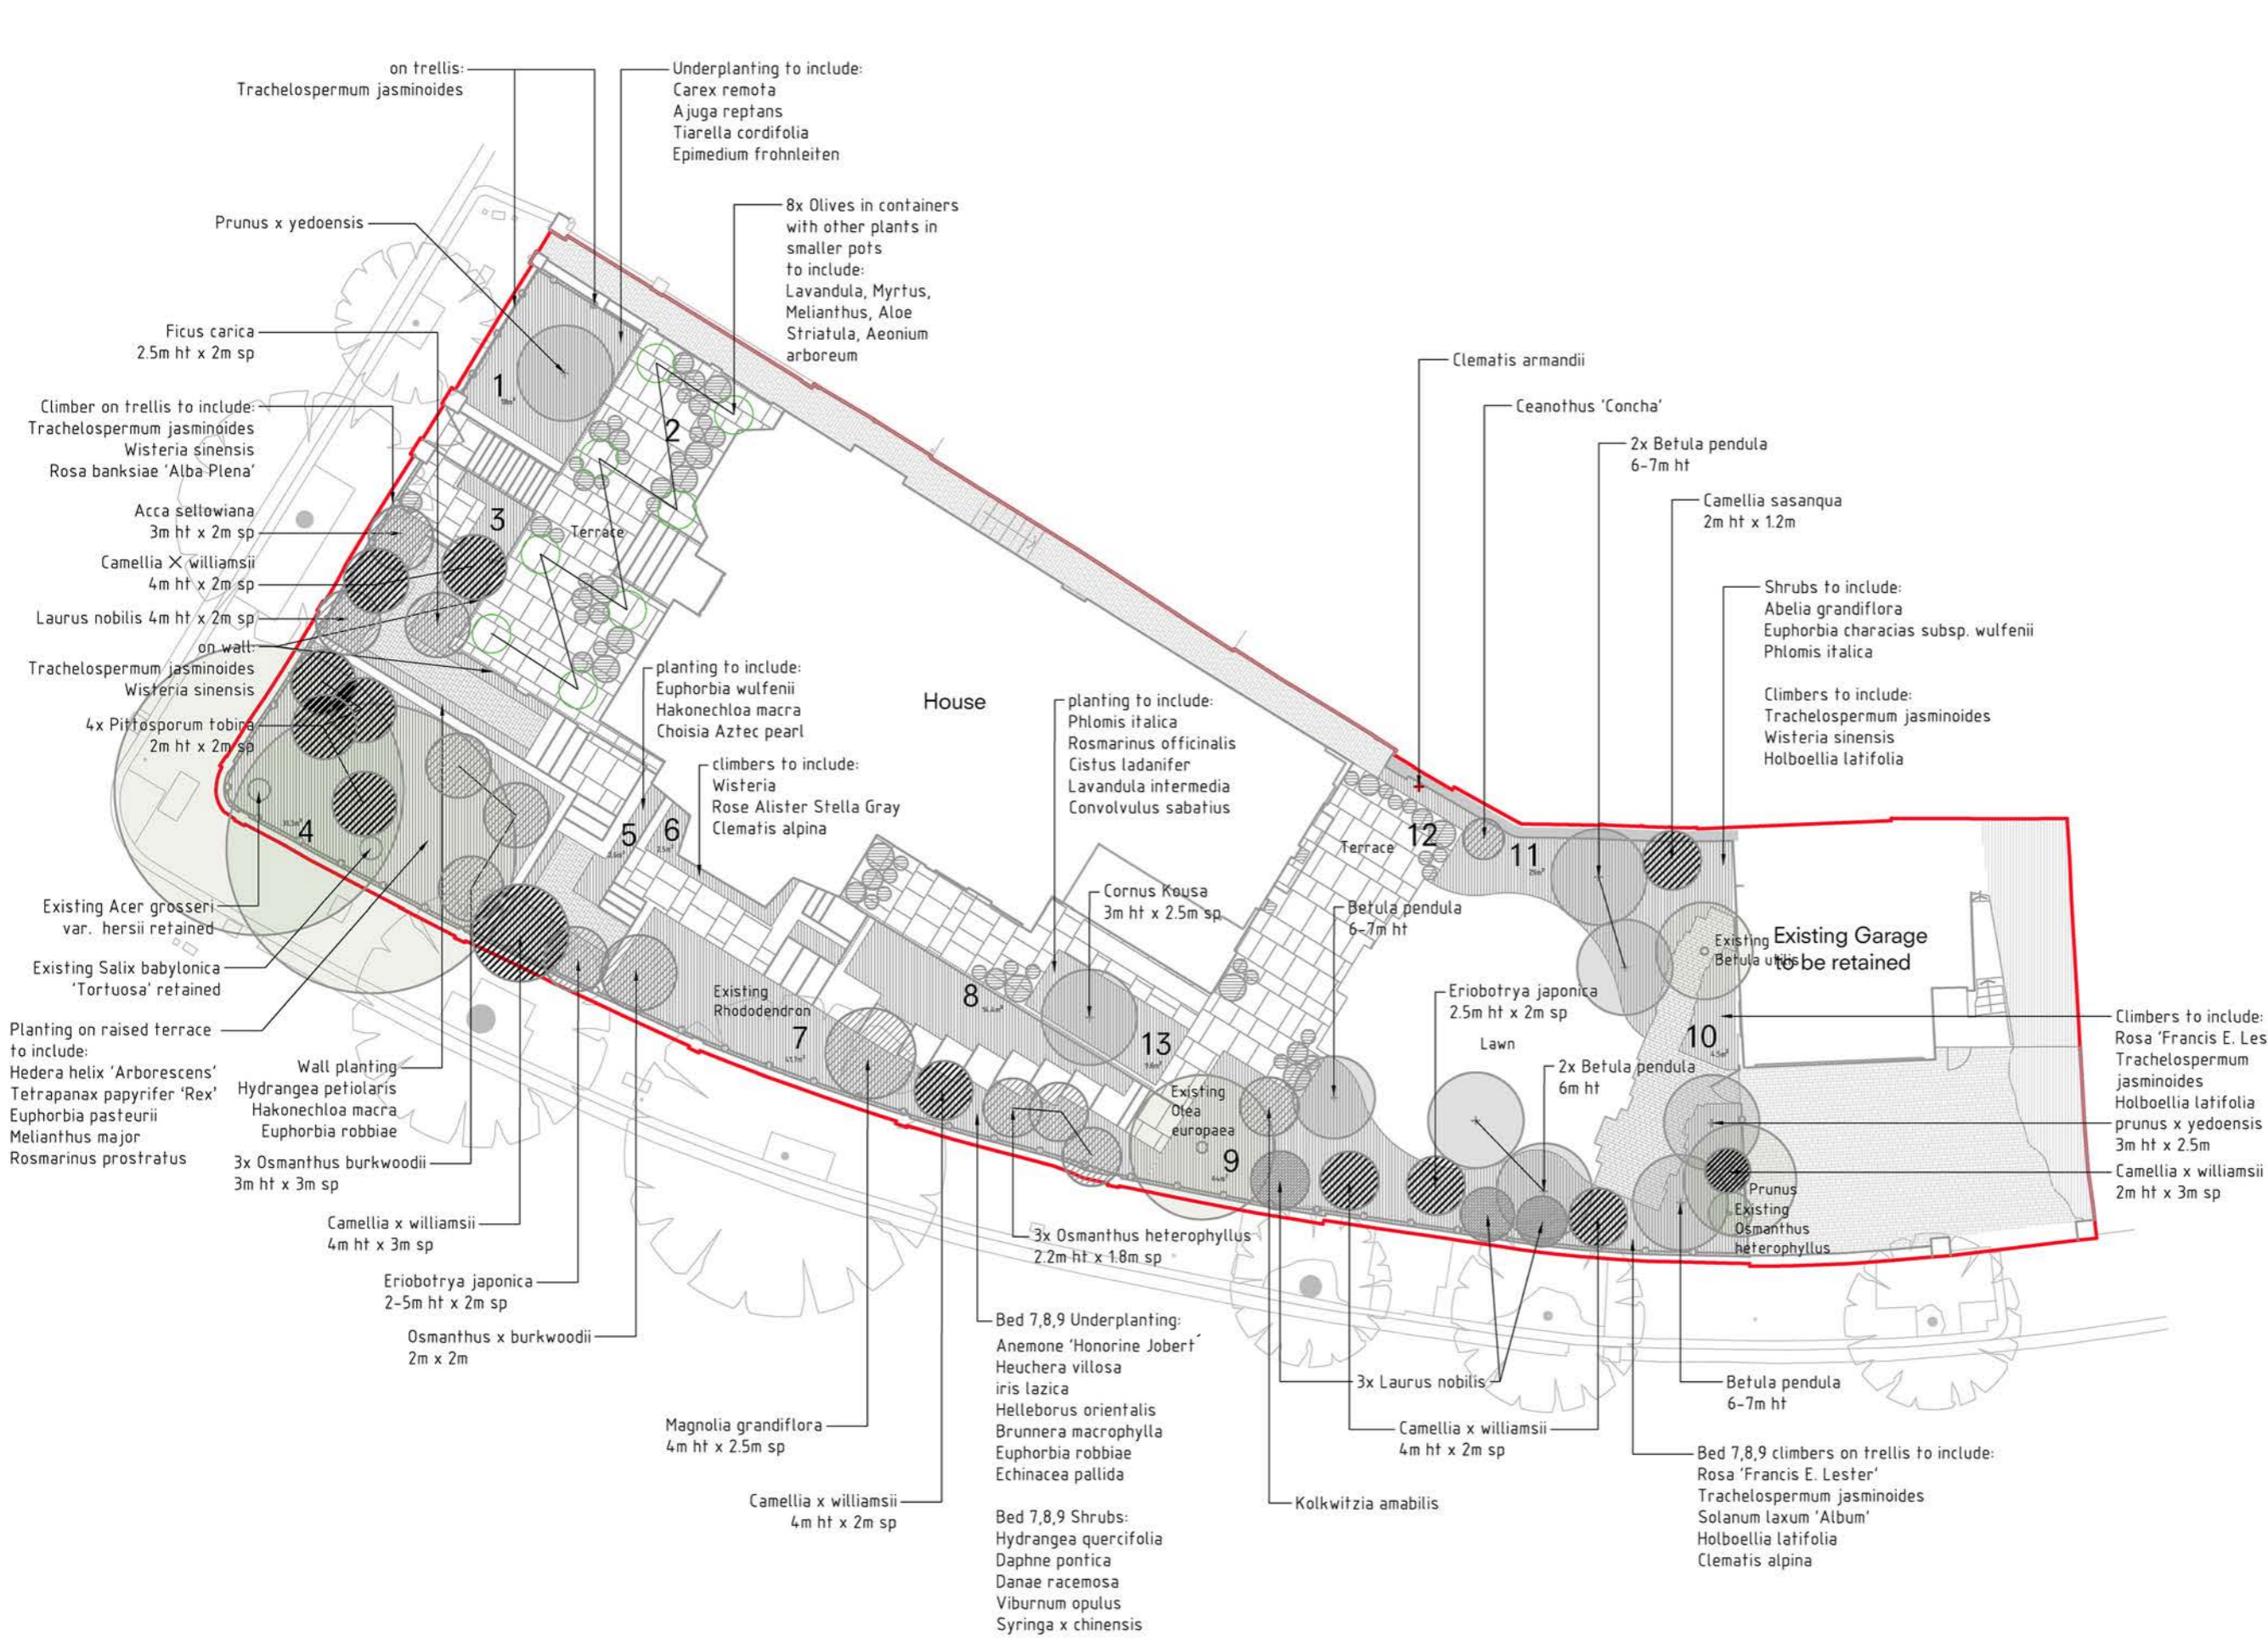 on trellis:
Trachelospermum jasminoides
Underplanting to include:
Carex remota
Ajuga reptans
Tiarella cordifolia
Epimedium frohnleiten
Prunus x yedoensis
8x Olives in containers
with other plants in
smaller pots
to include:
Lavandula, Myrtus,
Melianthus, Aloe
Striatula, Aeonium
arboreum
Ficus carica
2.5m ht x 2m sp
Climber on trellis to include:
Trachelospermum jasminoides
Wisteria sinensis
Rosa banksiae 'Alba Plena'
Acca sellowiana
3m ht x 2m sp
Camellia X williamsii
4m ht x 2m sp
Laurus nobilis 4m ht x 2m sp
on wall:
Trachelospermum jasminoides
Wisteria sinensis
4x Pittosporum tobira
2m ht x 2m sp
1
2
3
Terrace
planting to include:
Euphorbia wulfenii
Hakonechloa macra
Choisia Aztec pearl
climbers to include:
Wisteria
Rose Alister Stella Gray
Clematis alpina
House
planting to include:
Phlomis italica
Rosmarinus officinalis
Cistus ladanifer
Lavandula intermedia
Convolvulus sabatius
Clematis armandii
Ceanothus 'Concha'
2x Betula pendula
6-7m ht
Camellia sasanqua
2m ht x 1.2m
Shrubs to include:
Abelia grandiflora
Euphorbia characias subsp. wulfenii
Phlomis italica
Climbers to include:
Trachelospermum jasminoides
Wisteria sinensis
Holboellia latifolia
4
5
6
Terrace
12
11
Cornus Kousa
3m ht x 2.5m sp
Betula pendula
6-7m ht
Existing
Betula utilis
Existing Garage
to be retained
Existing Acer grosseri
var. hersii retained
Existing Salix babylonica
'Tortuosa' retained
Planting on raised terrace
to include:
Hedera helix 'Arborescens'
Tetrapanax papyrifer 'Rex'
Euphorbia pasteurii
Melianthus major
Rosmarinus prostratus
Wall planting
Hydrangea petiolaris
Hakonechloa macra
Euphorbia robbiae
3x Osmanthus burkwoodii
3m ht x 3m sp
Camellia x williamsii
4m ht x 3m sp
Eriobotrya japonica
2-5m ht x 2m sp
Osmanthus x burkwoodii
2m x 2m
Existing
Rhododendron
7
8
13
Eriobotrya japonica
2.5m ht x 2m sp
Lawn
10
2x Betula pendula
6m ht
Existing
Olea
europaea
9
Climbers to include:
Rosa 'Francis E. Les
Trachelospermum
jasminoides
Holboellia latifolia
prunus x yedoensis
3m ht x 2.5m
Camellia x williamsii
2m ht x 3m sp
Prunus
Existing
Osmanthus
heterophyllus
3x Osmanthus heterophyllus
2.2m ht x 1.8m sp
Magnolia grandiflora
4m ht x 2.5m sp
Camellia x williamsii
4m ht x 2m sp
Bed 7,8,9 Underplanting:
Anemone 'Honorine Jobert'
Heuchera villosa
iris lazica
Helleborus orientalis
Brunnera macrophylla
Euphorbia robbiae
Echinacea pallida
Bed 7,8,9 Shrubs:
Hydrangea quercifolia
Daphne pontica
Danae racemosa
Viburnum opulus
Syringa x chinensis
3x Laurus nobilis
Camellia x williamsii
4m ht x 2m sp
Kolkwitzia amabilis
Betula pendula
6-7m ht
Bed 7,8,9 climbers on trellis to include:
Rosa 'Francis E. Lester'
Trachelospermum jasminoides
Solanum laxum 'Album'
Holboellia latifolia
Clematis alpina